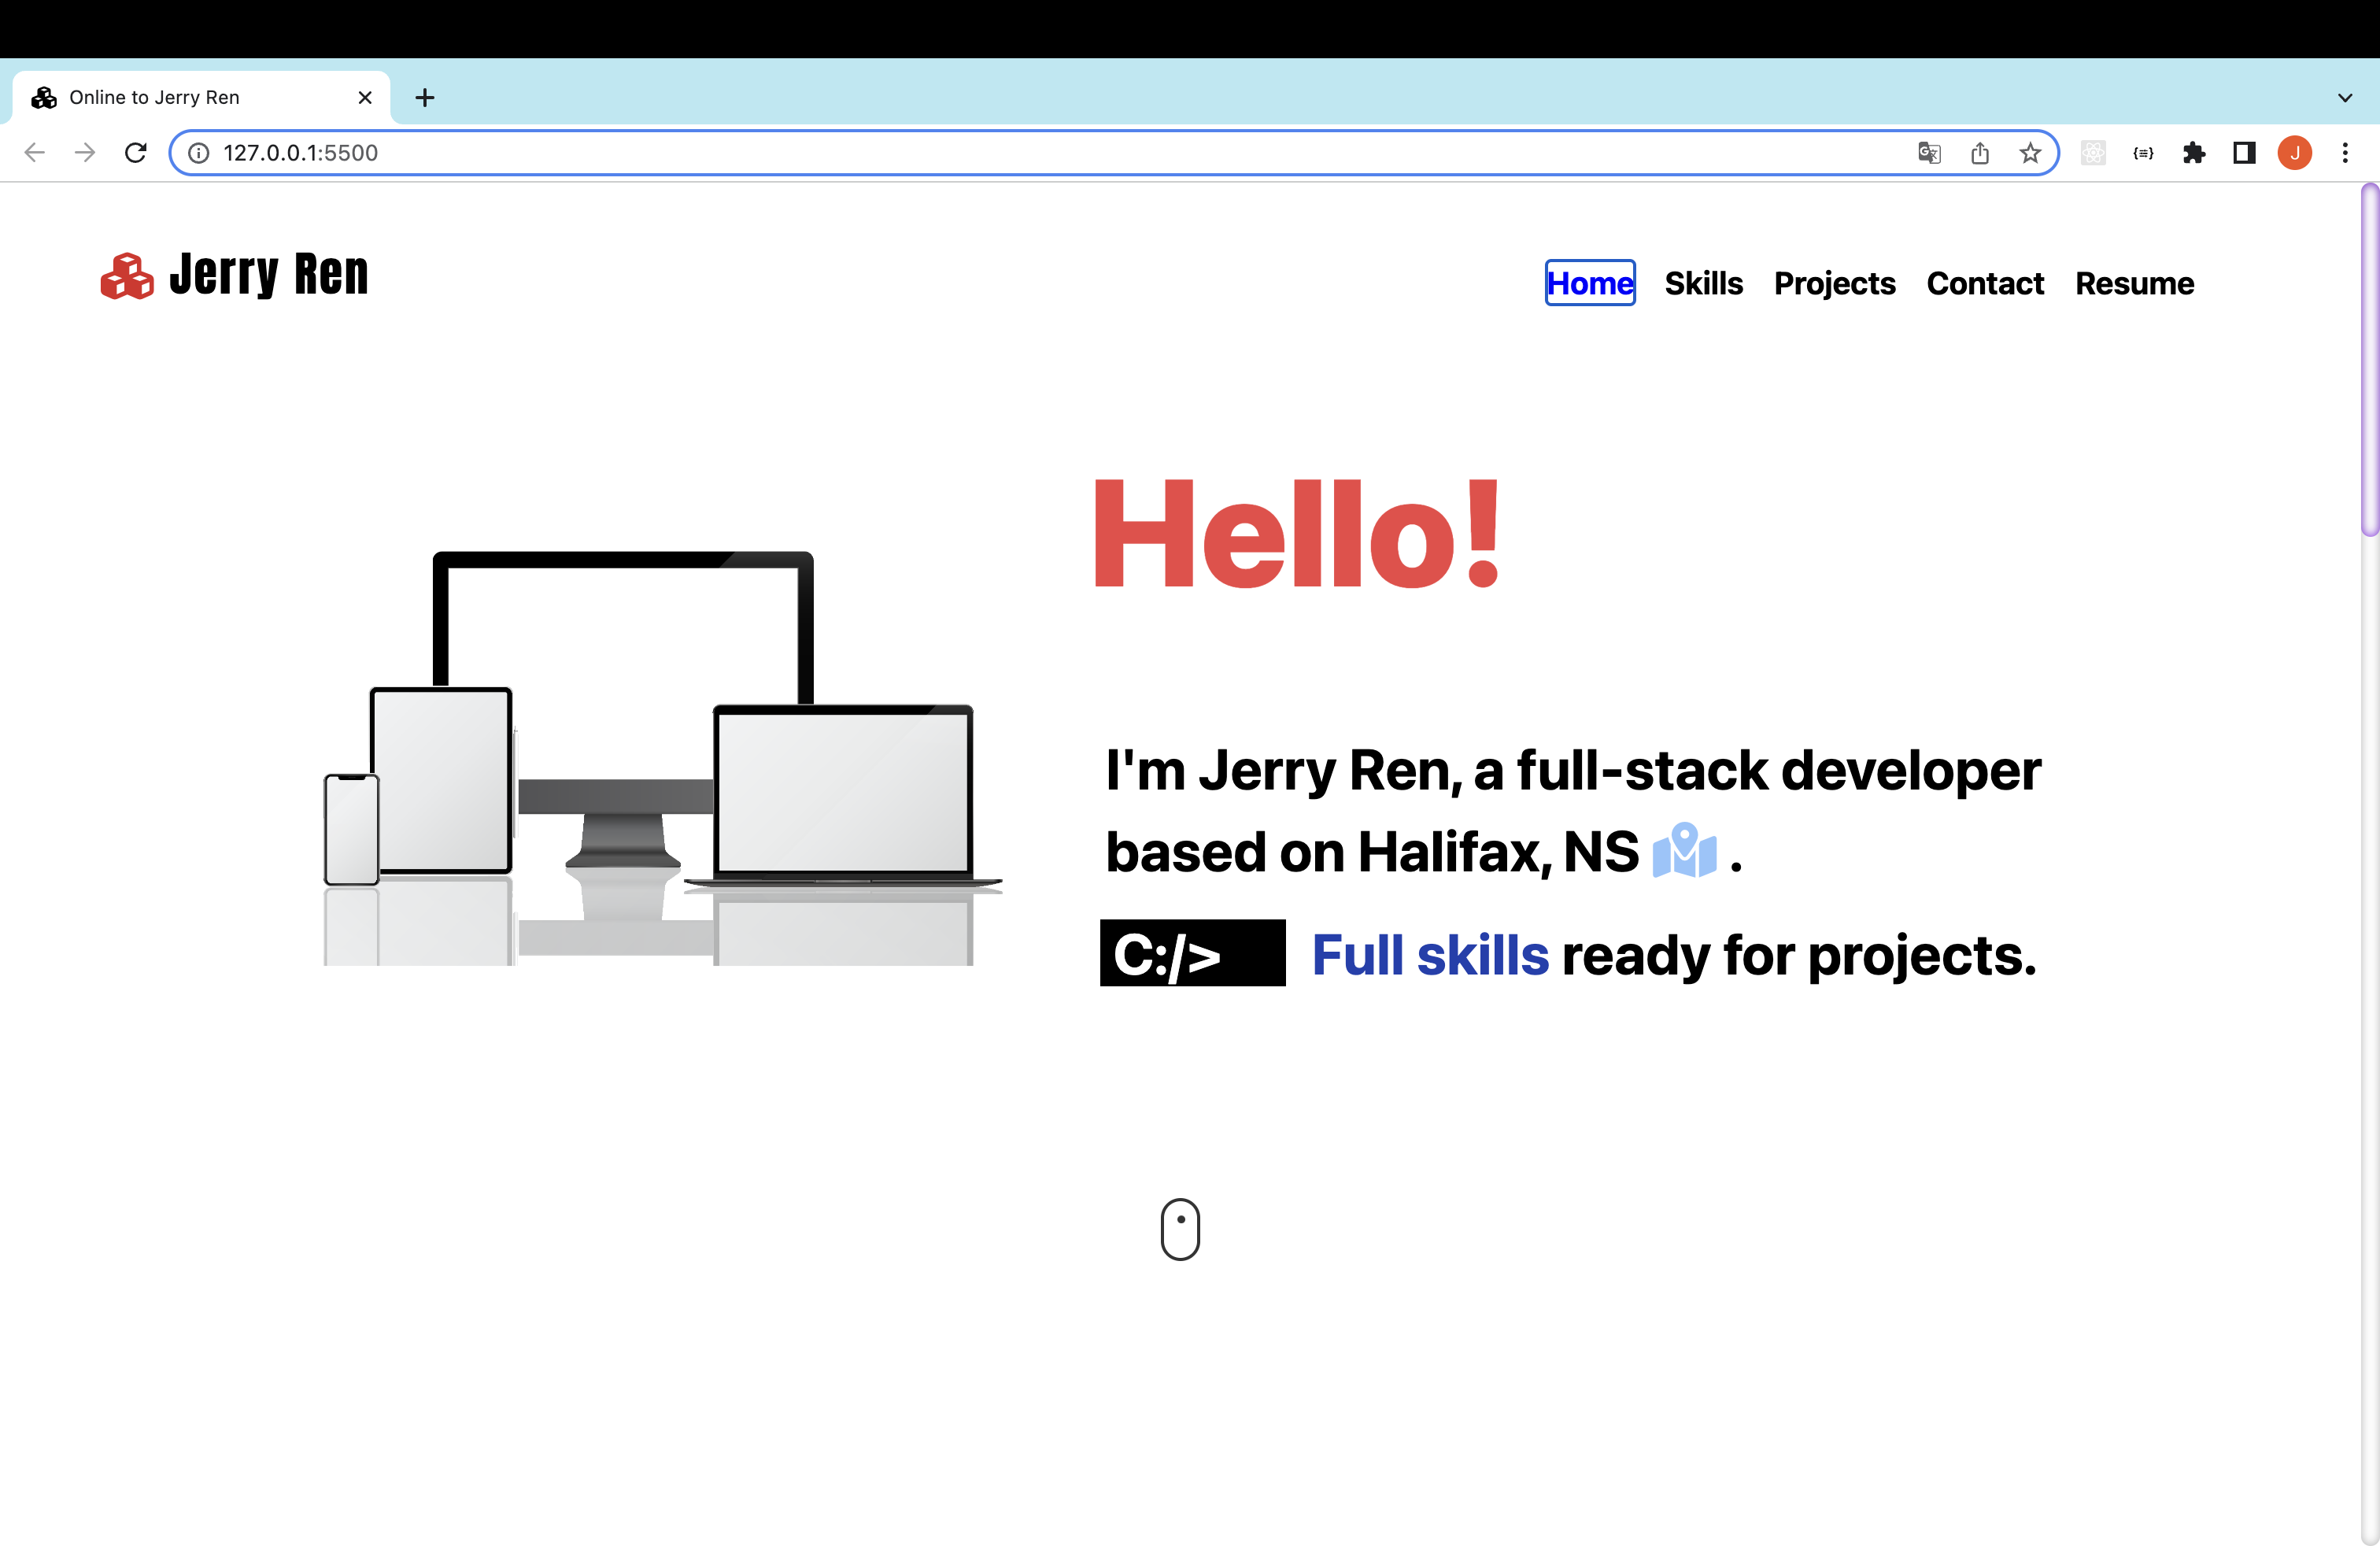 Online to Jerry Ren
127.0.0.1:5500
J
Jerry Ren
Home Skills Projects Contact Resume
Hello!
I'm Jerry Ren, a full-stack developer
based on Halifax, NS .
C:/> Full skills ready for projects.